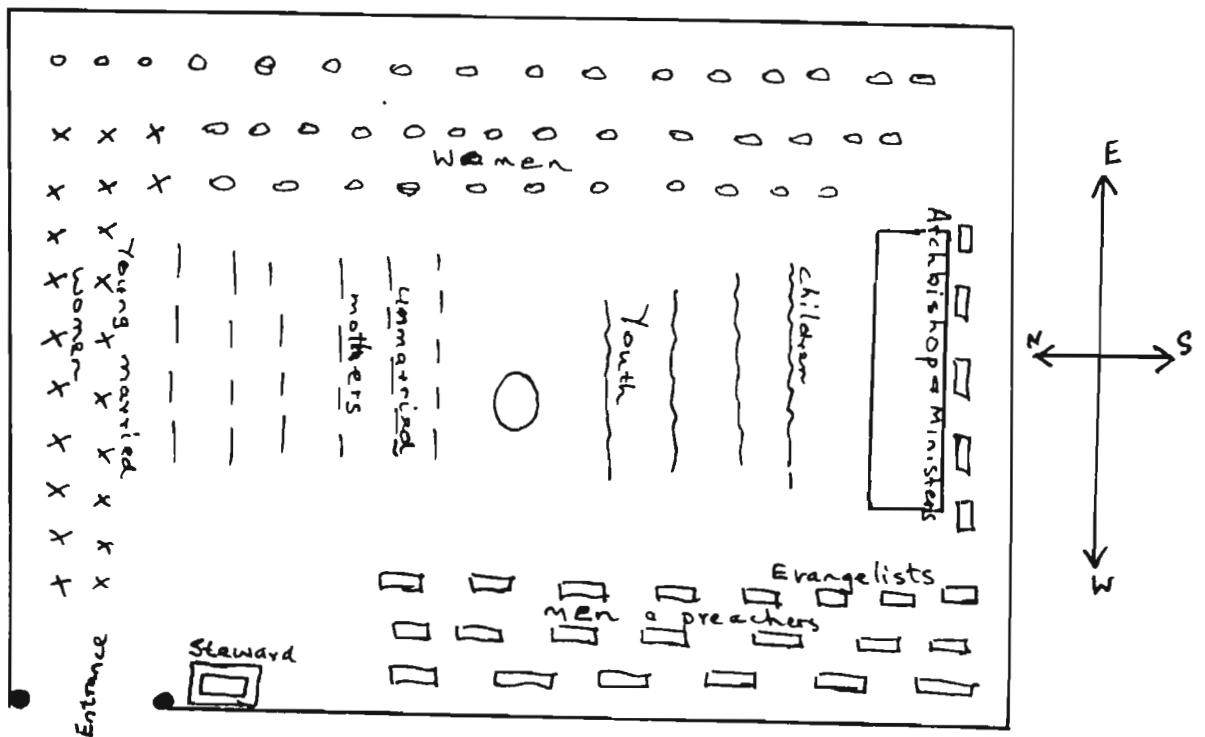 Women
E
N
S
W
Archbishop & Ministers
children
Youth
unmarried
mothers
Young married
women
Evangelists
men & preachers
Steward
Entrance